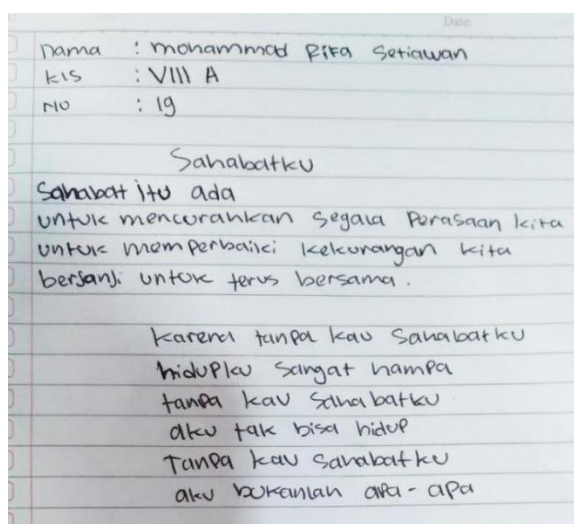 Date:
nama : mohammad Rifa Setiawan
kls : VIII A
NO : 19
Sahabatku
Sahabat itu ada
untuk mencurahkan segala Perasaan kita
untuk memperbaiki kekurangan kita
berjanji untuk terus bersama.
karena tanpa kau Sahabatku
hidupku sangat hampa
tanpa kau Sahabatku
aku tak bisa hidup
Tanpa kau Sahabatku
aku bukanlah apa-apa